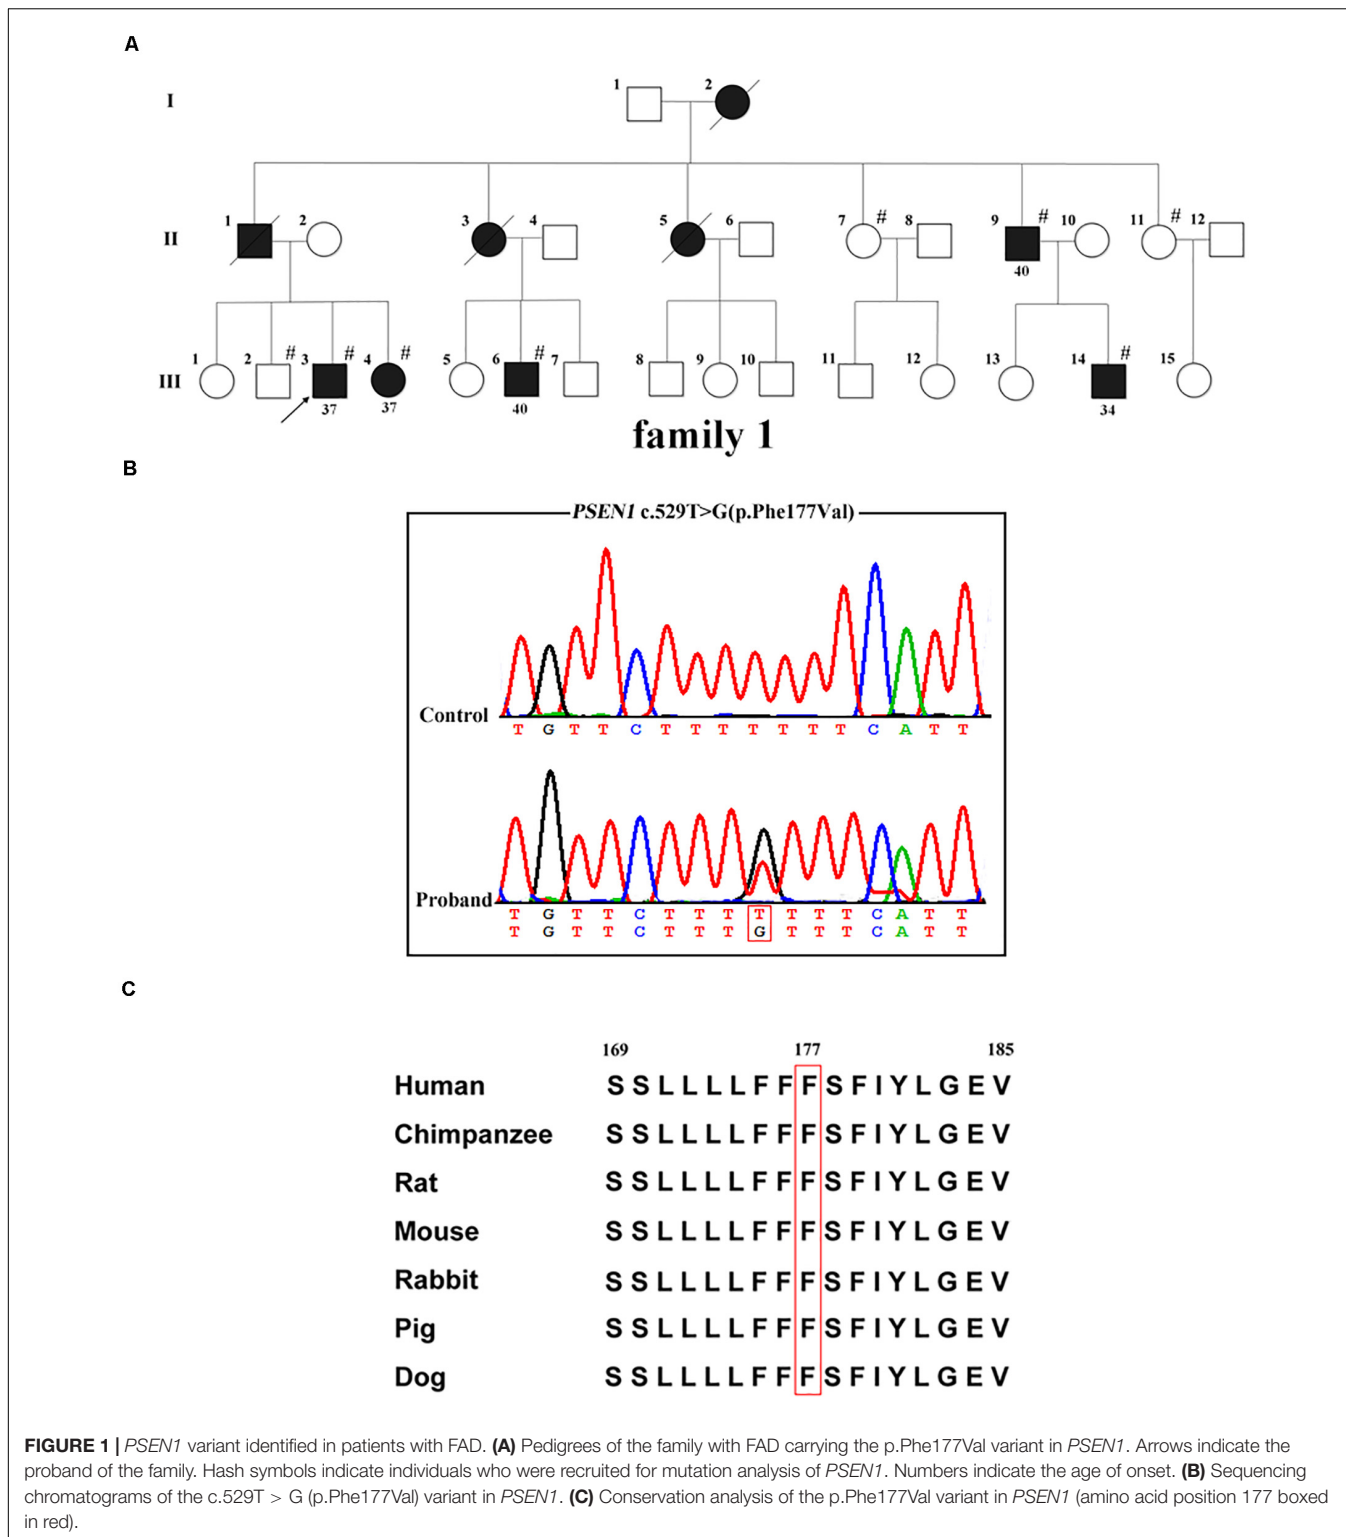 A
1 2
I
1 2 3 4 5 6 7 # 8 9 # 10 11 # 12
II
40
1 2 # 3 # 4 # 5 6 # 7 8 9 10 11 12 13 14 # 15
III
37 37 40 34
family 1
B
PSEN1 c.529T>G(p.Phe177Val)
Control
T G T T C T T T T T T T C A T T
Proband
T G T T C T T T T T T T C A T T
T G T T C T T T G T T T C A T T
C
169 177 185
Human S S L L L L F F F S F I Y L G E V
Chimpanzee S S L L L L F F F S F I Y L G E V
Rat S S L L L L F F F S F I Y L G E V
Mouse S S L L L L F F F S F I Y L G E V
Rabbit S S L L L L F F F S F I Y L G E V
Pig S S L L L L F F F S F I Y L G E V
Dog S S L L L L F F F S F I Y L G E V
FIGURE 1 | PSEN1 variant identified in patients with FAD. (A) Pedigrees of the family with FAD carrying the p.Phe177Val variant in PSEN1. Arrows indicate the
proband of the family. Hash symbols indicate individuals who were recruited for mutation analysis of PSEN1. Numbers indicate the age of onset. (B) Sequencing
chromatograms of the c.529T > G (p.Phe177Val) variant in PSEN1. (C) Conservation analysis of the p.Phe177Val variant in PSEN1 (amino acid position 177 boxed
in red).